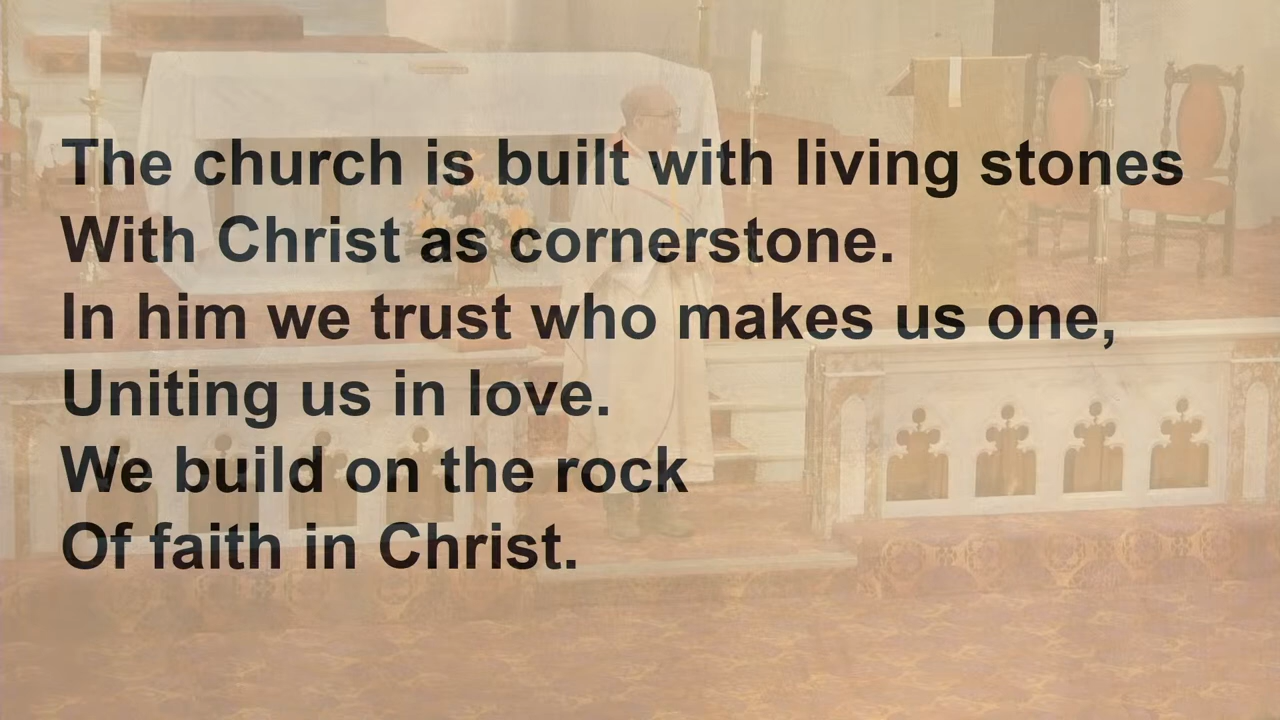 The church is built with living stones
With Christ as cornerstone.
In him we trust who makes us one,
Uniting us in love.
We build on the rock
Of faith in Christ.